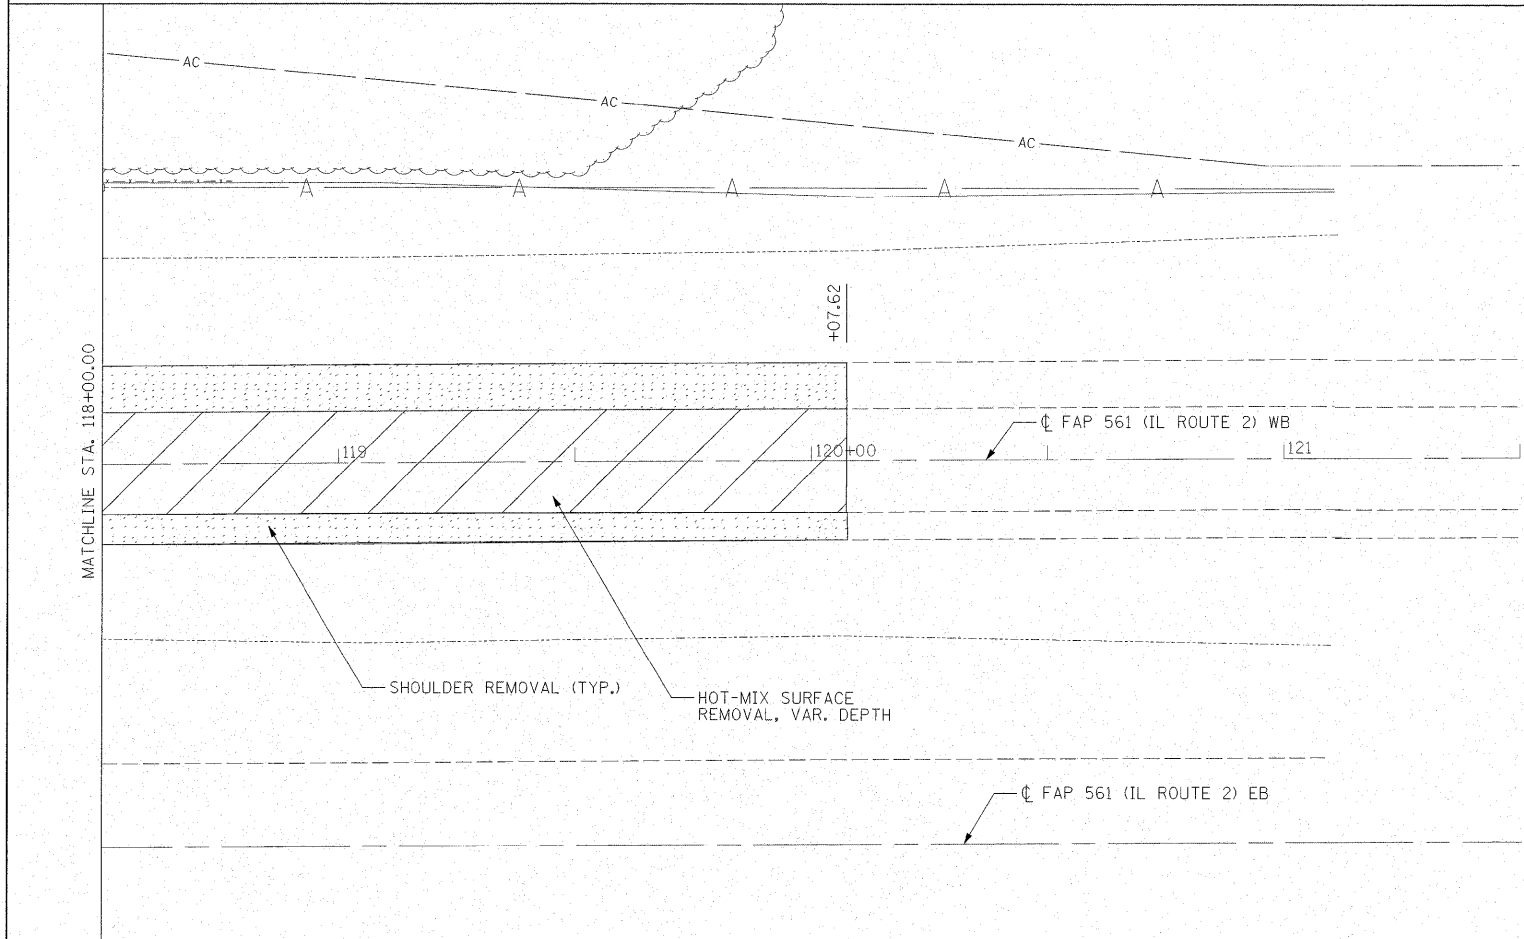 AC
AC
AC
A A A A A
+07.62
MATCHLINE STA. 118+00.00
℄ FAP 561 (IL ROUTE 2) WB
119
120+00
121
SHOULDER REMOVAL (TYP.)
HOT-MIX SURFACE
REMOVAL, VAR. DEPTH
℄ FAP 561 (IL ROUTE 2) EB